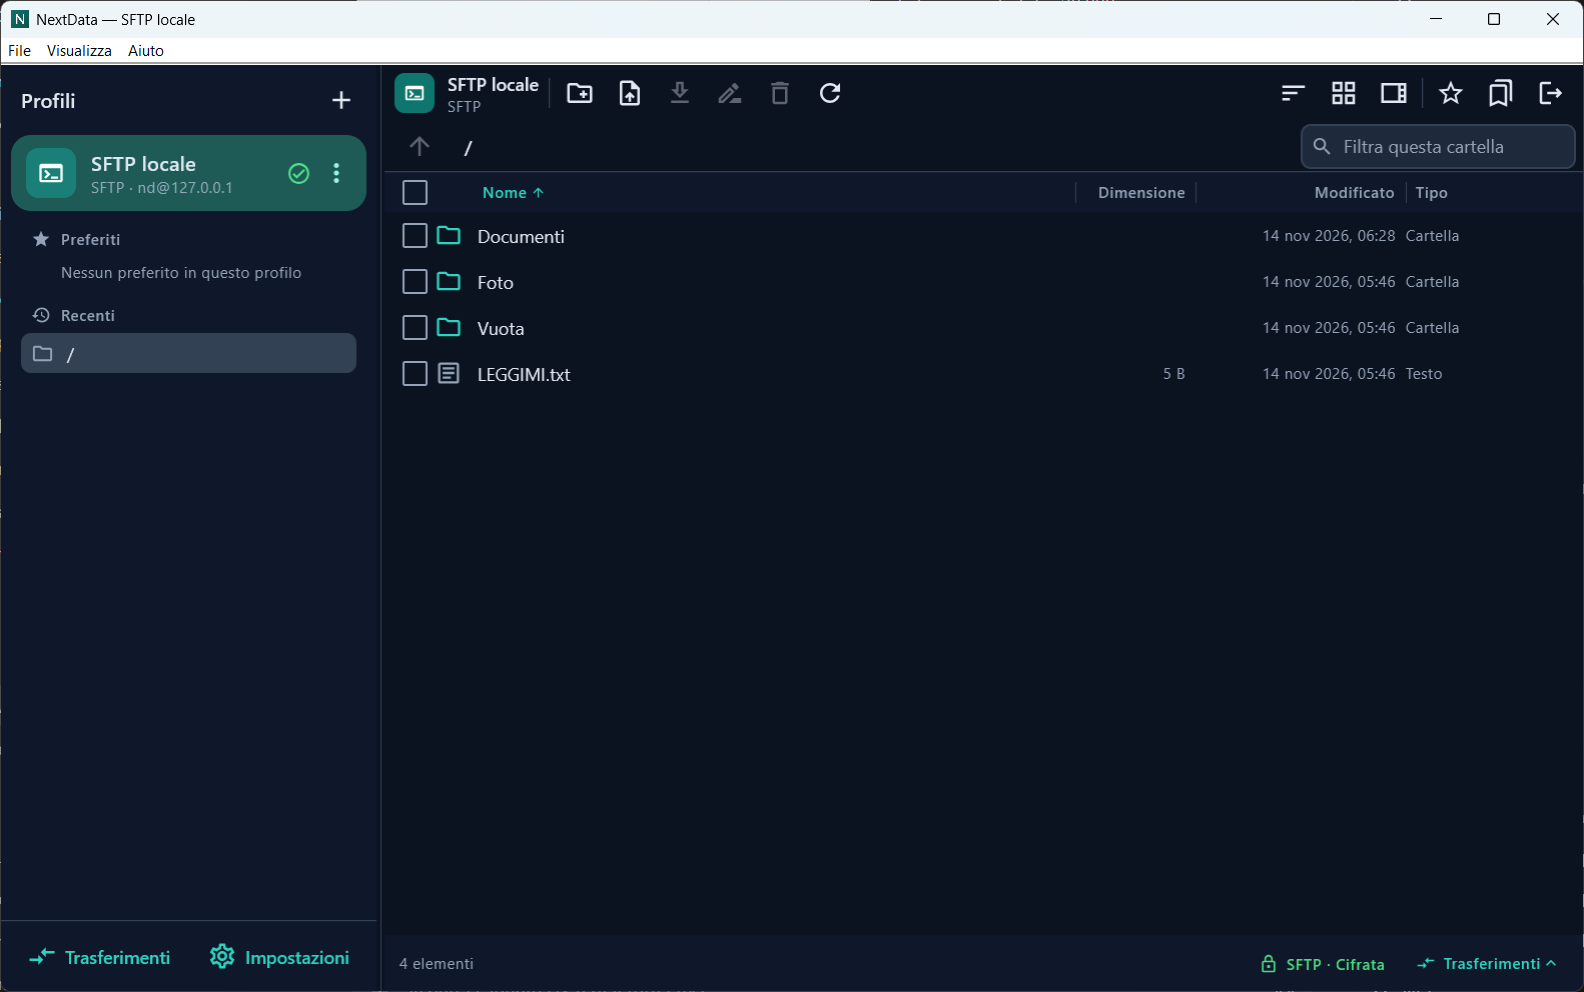 NextData — SFTP locale
File Visualizza Aiuto
Profili
SFTP locale
SFTP · nd@127.0.0.1
Preferiti
Nessun preferito in questo profilo
Recenti
/
Trasferimenti Impostazioni
SFTP locale
SFTP
/
Filtra questa cartella
Nome Dimensione Modificato Tipo
Documenti 14 nov 2026, 06:28 Cartella
Foto 14 nov 2026, 05:46 Cartella
Vuota 14 nov 2026, 05:46 Cartella
LEGGIMI.txt 5 B 14 nov 2026, 05:46 Testo
4 elementi SFTP · Cifrata Trasferimenti